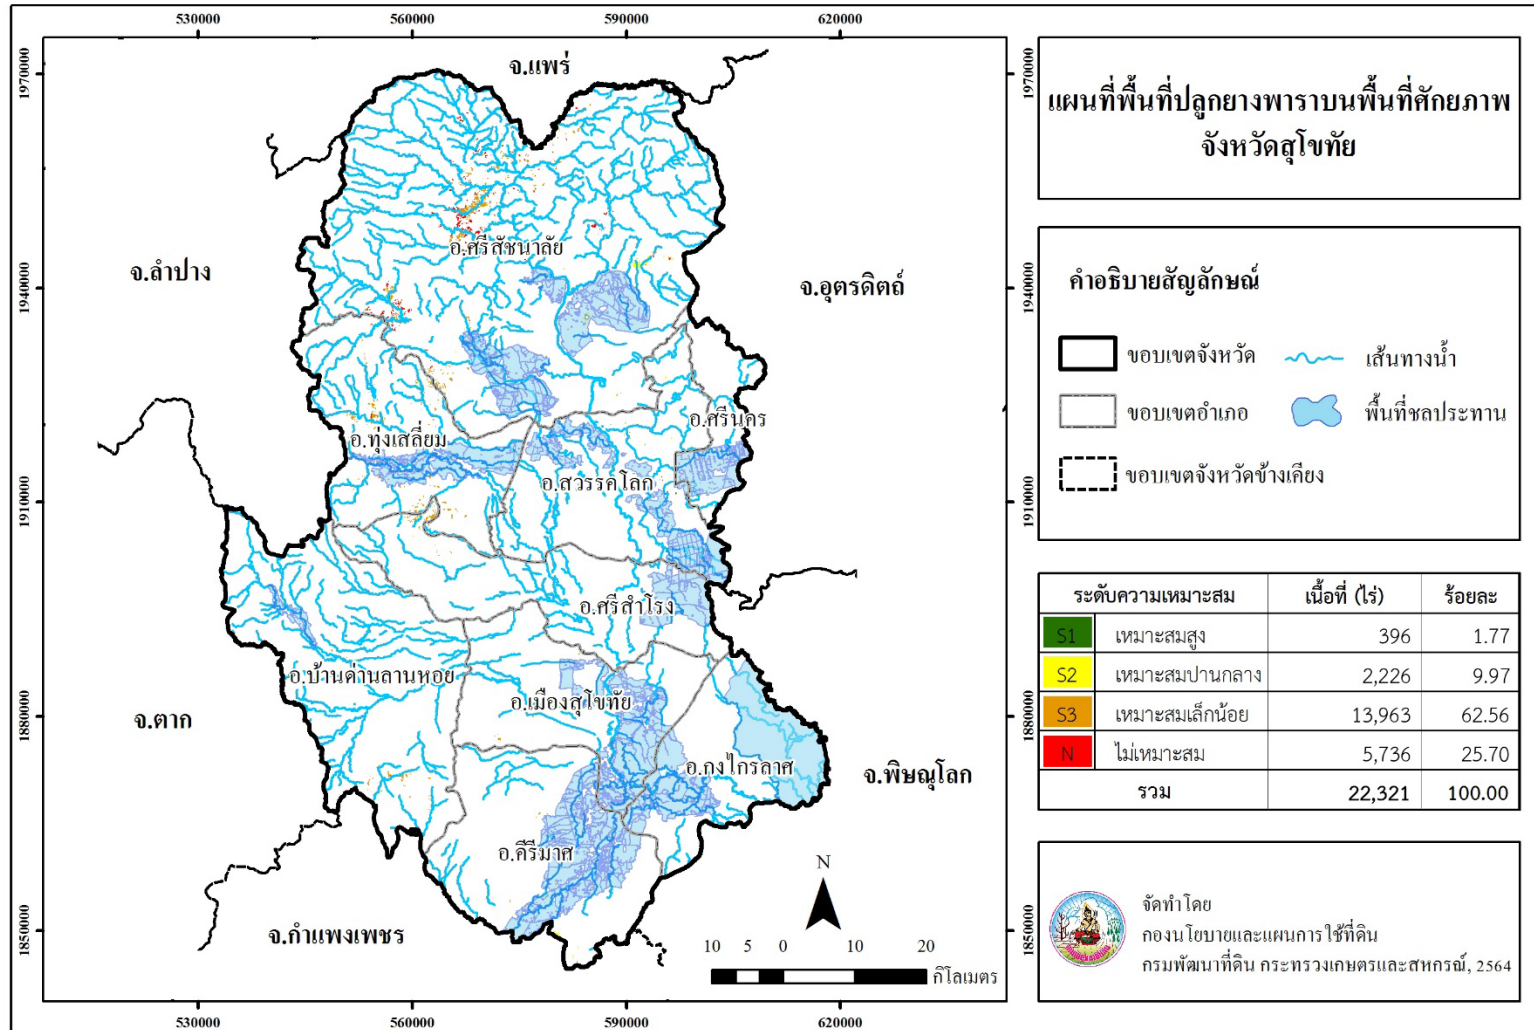 530000 560000 590000 620000
1970000 1970000
1940000 1940000
1910000 1910000
1880000 1880000
1850000 1850000
530000 560000 590000 620000
จ.แพร่
จ.ลำปาง
จ.อุตรดิตถ์
จ.ตาก
จ.พิษณุโลก
จ.กำแพงเพชร
อ.ศรีสัชนาลัย
อ.ศรีนคร
อ.ทุ่งเสลี่ยม
อ.สวรรคโลก
อ.ศรีสำโรง
อ.บ้านด่านลานหอย
อ.เมืองสุโขทัย
อ.กงไกรลาศ
อ.คีรีมาศ
N
10 5 0 10 20
กิโลเมตร
แผนที่พื้นที่ปลูกยางพาราบนพื้นที่ศักยภาพ
จังหวัดสุโขทัย
คำอธิบายสัญลักษณ์
ขอบเขตจังหวัด เส้นทางน้ำ
ขอบเขตอำเภอ พื้นที่ชลประทาน
ขอบเขตจังหวัดข้างเคียง
ระดับความเหมาะสม เนื้อที่ (ไร่) ร้อยละ
S1 เหมาะสมสูง 396 1.77
S2 เหมาะสมปานกลาง 2,226 9.97
S3 เหมาะสมเล็กน้อย 13,963 62.56
N ไม่เหมาะสม 5,736 25.70
รวม 22,321 100.00
จัดทำโดย
กองนโยบายและแผนการใช้ที่ดิน
กรมพัฒนาที่ดิน กระทรวงเกษตรและสหกรณ์, 2564